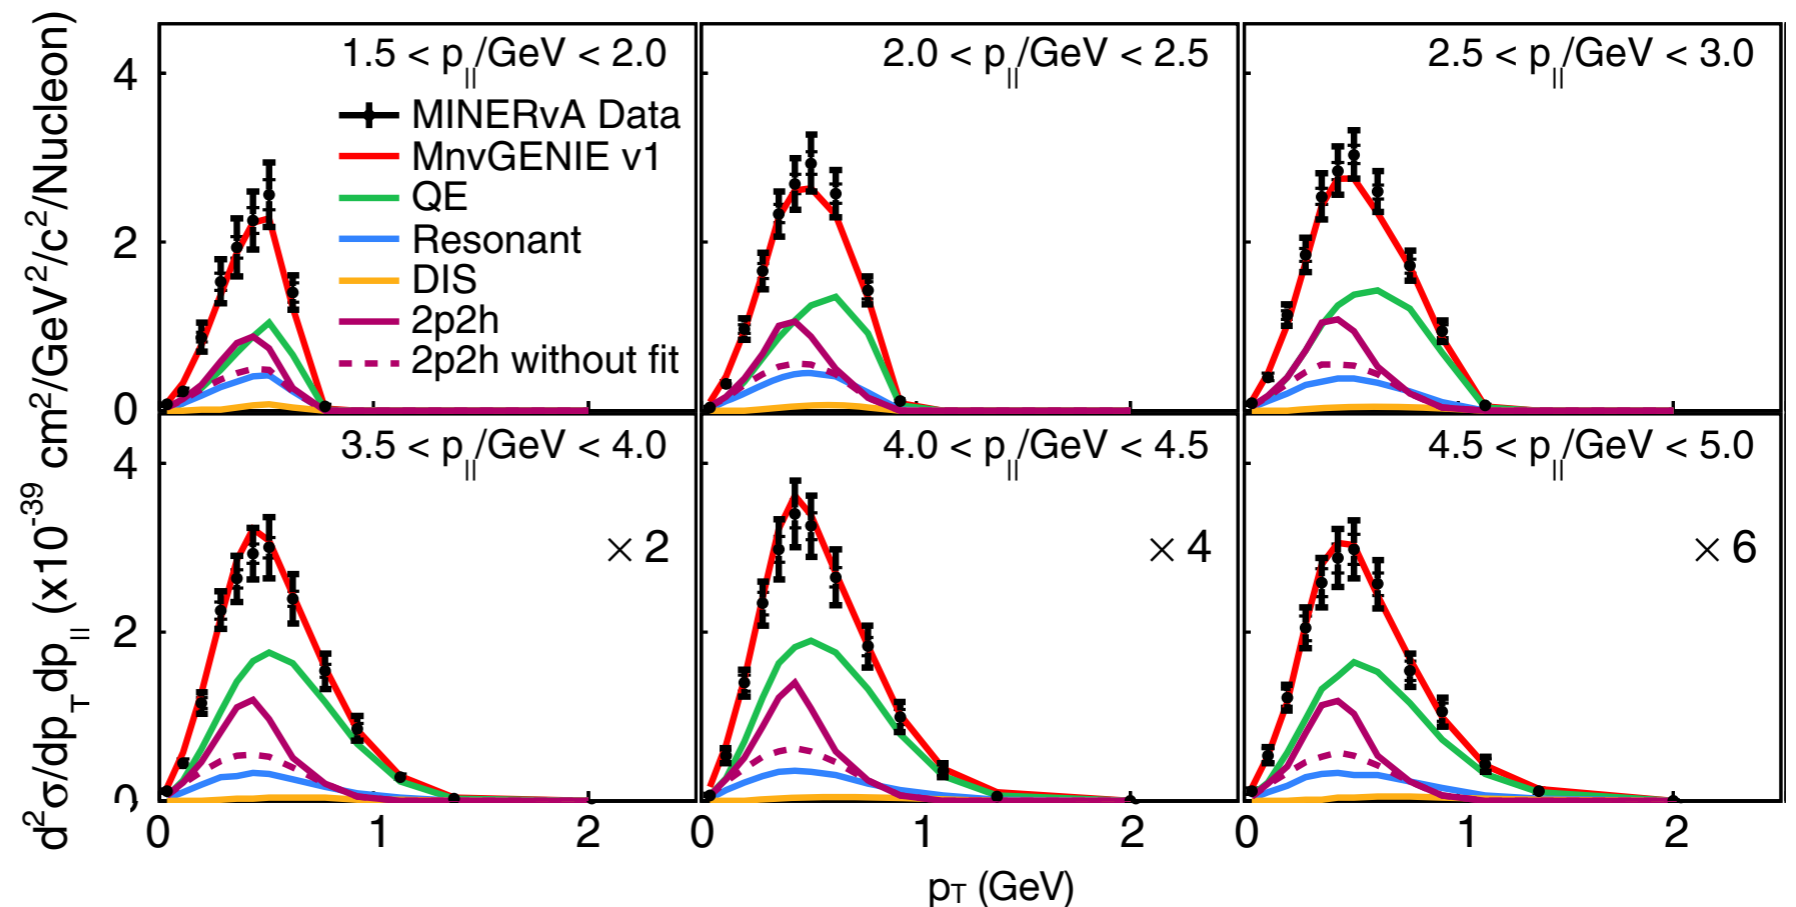 d²σ/dp_T dp_|| (x10⁻³⁹ cm²/GeV²/c²/Nucleon)
1.5 < p_||/GeV < 2.0
2.0 < p_||/GeV < 2.5
2.5 < p_||/GeV < 3.0
MINERvA Data
MnvGENIE v1
QE
Resonant
DIS
2p2h
2p2h without fit
4
2
0
3.5 < p_||/GeV < 4.0
4.0 < p_||/GeV < 4.5
4.5 < p_||/GeV < 5.0
× 2
× 4
× 6
4
2
0
0 1 2
0 1 2
0 1 2
p_T (GeV)